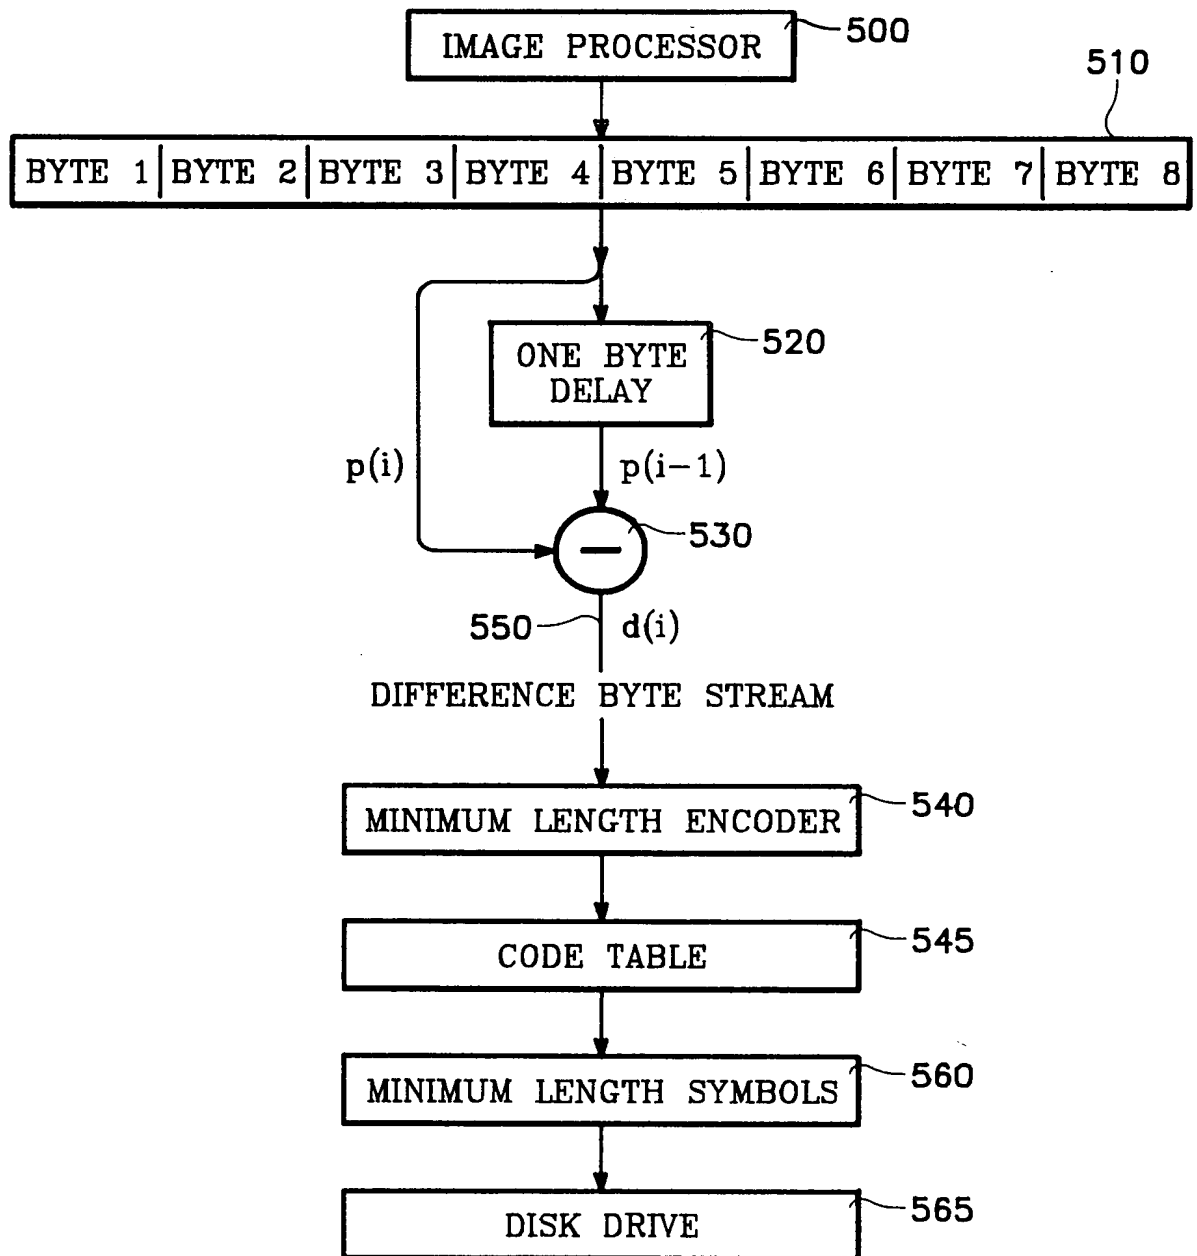 IMAGE PROCESSOR 500
510
BYTE 1 BYTE 2 BYTE 3 BYTE 4 BYTE 5 BYTE 6 BYTE 7 BYTE 8
ONE BYTE 520
DELAY
p(i) p(i-1)
– 530
550 d(i)
DIFFERENCE BYTE STREAM
MINIMUM LENGTH ENCODER 540
CODE TABLE 545
MINIMUM LENGTH SYMBOLS 560
DISK DRIVE 565